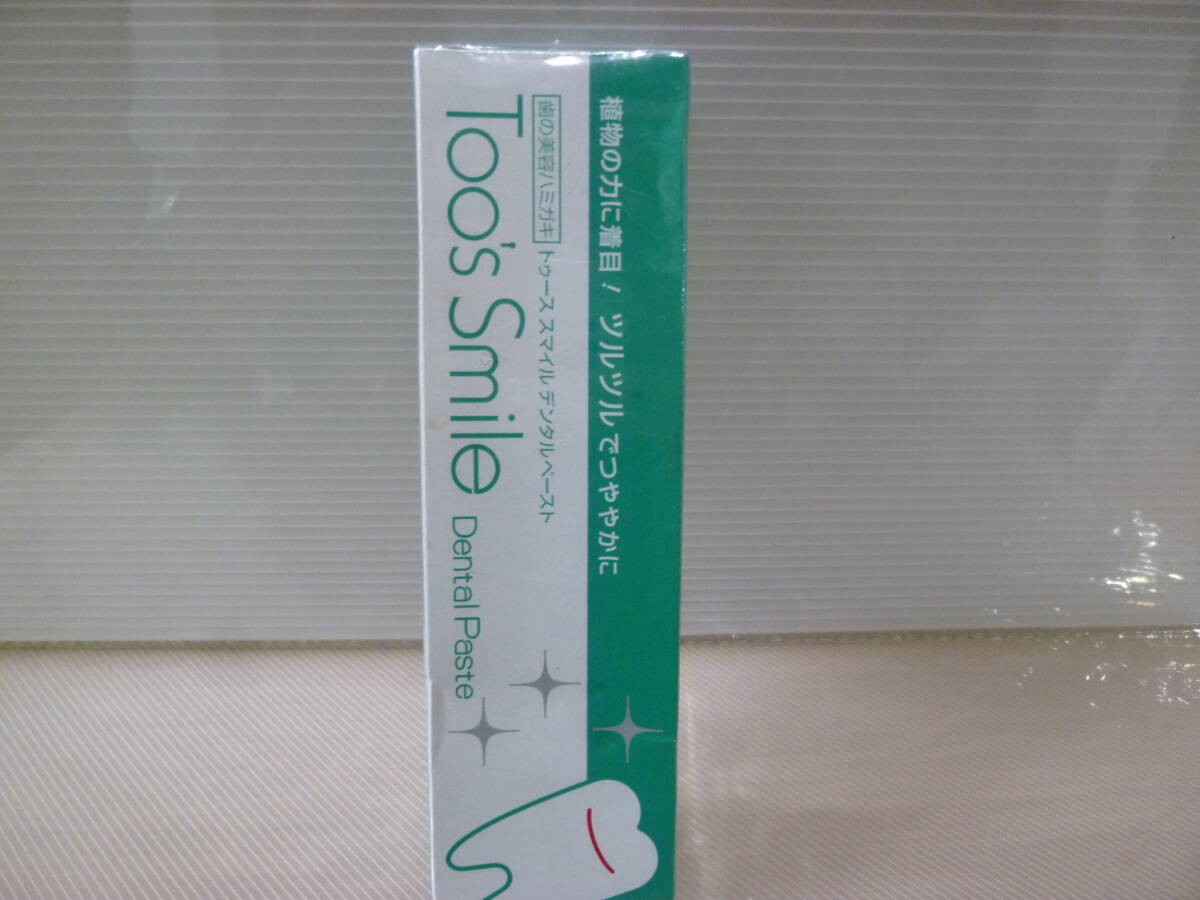 植物の力に着目！ ツルツルでつややかに
歯の美容ハミガキ トゥース スマイル デンタルペースト
Too's Smile Dental Paste